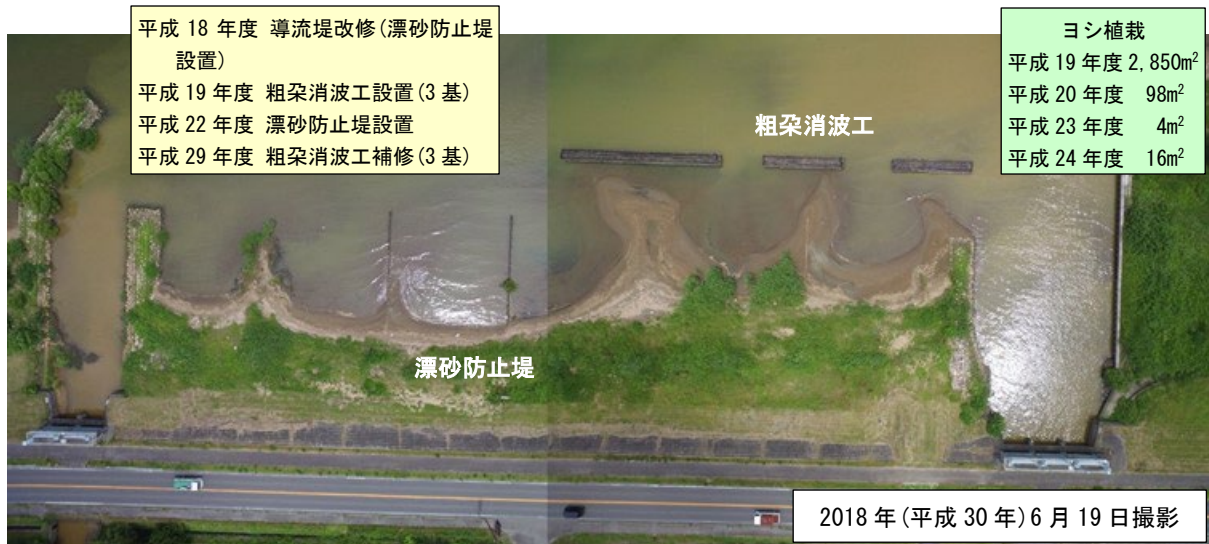 平成 18 年度 導流堤改修(漂砂防止堤
設置)
平成 19 年度 粗朶消波工設置(3 基)
平成 22 年度 漂砂防止堤設置
平成 29 年度 粗朶消波工補修(3 基)
ヨシ植栽
平成 19 年度 2,850m²
平成 20 年度 98m²
平成 23 年度 4m²
平成 24 年度 16m²
粗朶消波工
漂砂防止堤
2018 年(平成 30 年)6 月 19 日撮影